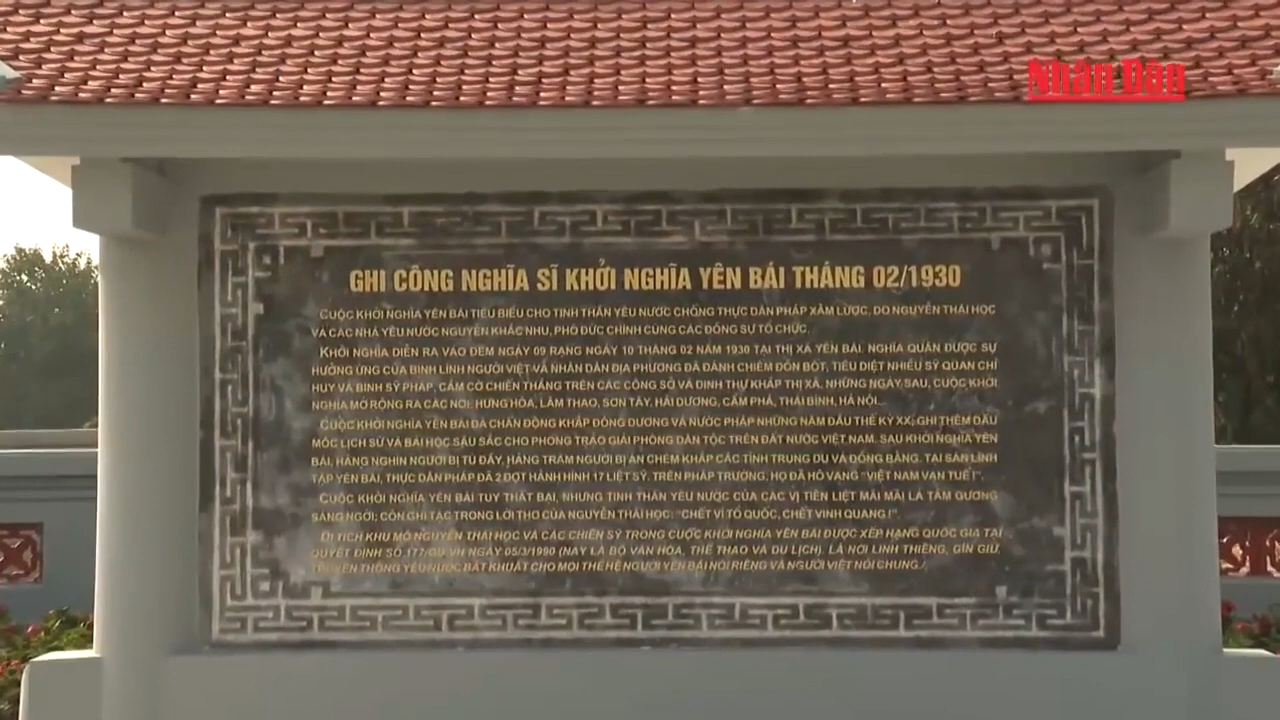 Nhân Dân
GHI CÔNG NGHĨA SĨ KHỞI NGHĨA YÊN BÁI THÁNG 02/1930
CUỘC KHỞI NGHĨA YÊN BÁI TIÊU BIỂU CHO TINH THẦN YÊU NƯỚC CHỐNG THỰC DÂN PHÁP XÂM LƯỢC, DO NGUYỄN THÁI HỌC
VÀ CÁC NHÀ YÊU NƯỚC NGUYỄN KHẮC NHU, PHÓ ĐỨC CHÍNH CÙNG CÁC ĐỒNG SỰ TỔ CHỨC.
KHỞI NGHĨA DIỄN RA VÀO ĐÊM NGÀY 09 RẠNG NGÀY 10 THÁNG 02 NĂM 1930 TẠI THỊ XÃ YÊN BÁI. NGHĨA QUÂN ĐƯỢC SỰ
HƯỞNG ỨNG CỦA BINH LÍNH NGƯỜI VIỆT VÀ NHÂN DÂN ĐỊA PHƯƠNG ĐÃ ĐÁNH CHIẾM ĐỒN BỐT, TIÊU DIỆT NHIỀU SỸ QUAN CHỈ
HUY VÀ BINH SỸ PHÁP, CẮM CỜ CHIẾN THẮNG TRÊN CÁC CÔNG SỞ VÀ DINH THỰ KHẮP THỊ XÃ. NHỮNG NGÀY SAU, CUỘC KHỞI
NGHĨA MỞ RỘNG RA CÁC NƠI: HƯNG HÓA, LÂM THAO, SƠN TÂY, HẢI DƯƠNG, CẨM PHẢ, THÁI BÌNH, HÀ NỘI...
CUỘC KHỞI NGHĨA YÊN BÁI ĐÃ CHẤN ĐỘNG KHẮP ĐÔNG DƯƠNG VÀ NƯỚC PHÁP NHỮNG NĂM ĐẦU THẾ KỶ XX; GHI THÊM DẤU
MỐC LỊCH SỬ VÀ BÀI HỌC SÂU SẮC CHO PHONG TRÀO GIẢI PHÓNG DÂN TỘC TRÊN ĐẤT NƯỚC VIỆT NAM. SAU KHỞI NGHĨA YÊN
BÁI, HÀNG NGHÌN NGƯỜI BỊ TÙ ĐẦY, HÀNG TRĂM NGƯỜI BỊ ÁN CHÉM KHẮP CÁC TỈNH TRUNG DU VÀ ĐỒNG BẰNG. TẠI SÂN LÍNH
TẬP YÊN BÁI, THỰC DÂN PHÁP ĐÃ 2 ĐỢT HÀNH HÌNH 17 LIỆT SỸ. TRÊN PHÁP TRƯỜNG, HỌ ĐÃ HÔ VANG "VIỆT NAM VẠN TUẾ !".
CUỘC KHỞI NGHĨA YÊN BÁI TUY THẤT BẠI, NHƯNG TINH THẦN YÊU NƯỚC CỦA CÁC VỊ TIÊN LIỆT MÃI MÃI LÀ TẤM GƯƠNG
SÁNG NGỜI; CÒN GHI TẠC TRONG LỜI THƠ CỦA NGUYỄN THÁI HỌC: "CHẾT VÌ TỔ QUỐC, CHẾT VINH QUANG !".
DI TÍCH KHU MỘ NGUYỄN THÁI HỌC VÀ CÁC CHIẾN SĨ TRONG CUỘC KHỞI NGHĨA YÊN BÁI ĐƯỢC XẾP HẠNG QUỐC GIA TẠI
QUYẾT ĐỊNH SỐ 177/QĐ-VH NGÀY 05/3/1990 (NAY LÀ BỘ VĂN HÓA, THỂ THAO VÀ DU LỊCH). LÀ NƠI LINH THIÊNG, GÌN GIỮ
TRUYỀN THỐNG YÊU NƯỚC BẤT KHUẤT CHO MỌI THẾ HỆ NGƯỜI YÊN BÁI NÓI RIÊNG VÀ NGƯỜI VIỆT NÓI CHUNG./.